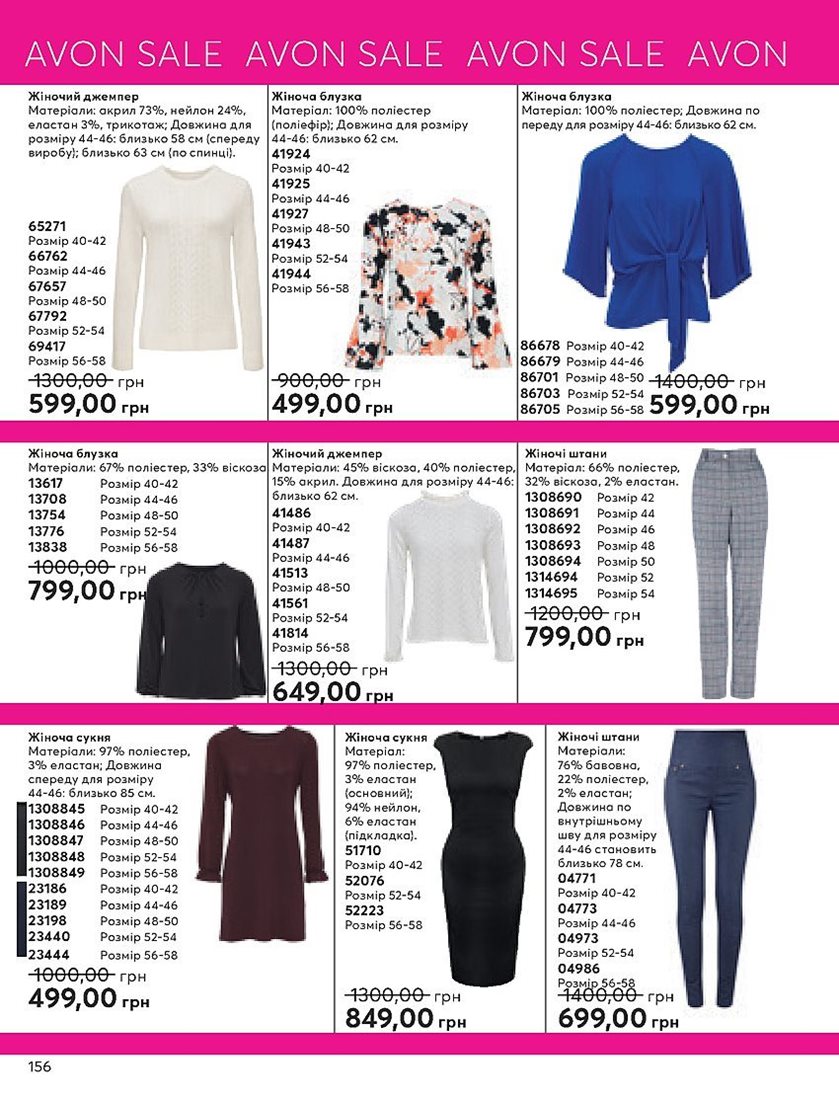 AVON SALE AVON SALE AVON SALE AVON
Жіночий джемпер
Матеріали: акрил 73%, нейлон 24%,
еластан 3%, трикотаж; Довжина для
розміру 44-46: близько 58 см (спереду
виробу); близько 63 см (по спинці).
65271
Розмір 40-42
66762
Розмір 44-46
67657
Розмір 48-50
67792
Розмір 52-54
69417
Розмір 56-58
1300,00 грн
599,00 грн
Жіноча блузка
Матеріал: 100% поліестер
(поліефір); Довжина для розміру
44-46: близько 62 см.
41924
Розмір 40-42
41925
Розмір 44-46
41927
Розмір 48-50
41943
Розмір 52-54
41944
Розмір 56-58
900,00 грн
499,00 грн
Жіноча блузка
Матеріал: 100% поліестер; Довжина по
переду для розміру 44-46: близько 62 см.
86678 Розмір 40-42
86679 Розмір 44-46
86701 Розмір 48-50
86703 Розмір 52-54
86705 Розмір 56-58
1400,00 грн
599,00 грн
Жіноча блузка
Матеріали: 67% поліестер, 33% віскоза
13617 Розмір 40-42
13708 Розмір 44-46
13754 Розмір 48-50
13776 Розмір 52-54
13838 Розмір 56-58
1000,00 грн
799,00 грн
Жіночий джемпер
Матеріали: 45% віскоза, 40% поліестер,
15% акрил. Довжина для розміру 44-46:
близько 62 см.
41486
Розмір 40-42
41487
Розмір 44-46
41513
Розмір 48-50
41561
Розмір 52-54
41814
Розмір 56-58
1300,00 грн
649,00 грн
Жіночі штани
Матеріал: 66% поліестер,
32% віскоза, 2% еластан.
1308690 Розмір 42
1308691 Розмір 44
1308692 Розмір 46
1308693 Розмір 48
1308694 Розмір 50
1314694 Розмір 52
1314695 Розмір 54
1200,00 грн
799,00 грн
Жіноча сукня
Матеріали: 97% поліестер,
3% еластан; Довжина
спереду для розміру
44-46: близько 85 см.
1308845 Розмір 40-42
1308846 Розмір 44-46
1308847 Розмір 48-50
1308848 Розмір 52-54
1308849 Розмір 56-58
23186 Розмір 40-42
23189 Розмір 44-46
23198 Розмір 48-50
23440 Розмір 52-54
23444 Розмір 56-58
1000,00 грн
499,00 грн
Жіноча сукня
Матеріал:
97% поліестер,
3% еластан
(основний);
94% нейлон,
6% еластан
(підкладка).
51710
Розмір 40-42
52076
Розмір 52-54
52223
Розмір 56-58
1300,00 грн
849,00 грн
Жіночі штани
Матеріали:
76% бавовна,
22% поліестер,
2% еластан;
Довжина по
внутрішньому
шву для розміру
44-46 становить
близько 78 см.
04771
Розмір 40-42
04773
Розмір 44-46
04973
Розмір 52-54
04986
Розмір 56-58
1400,00 грн
699,00 грн
156